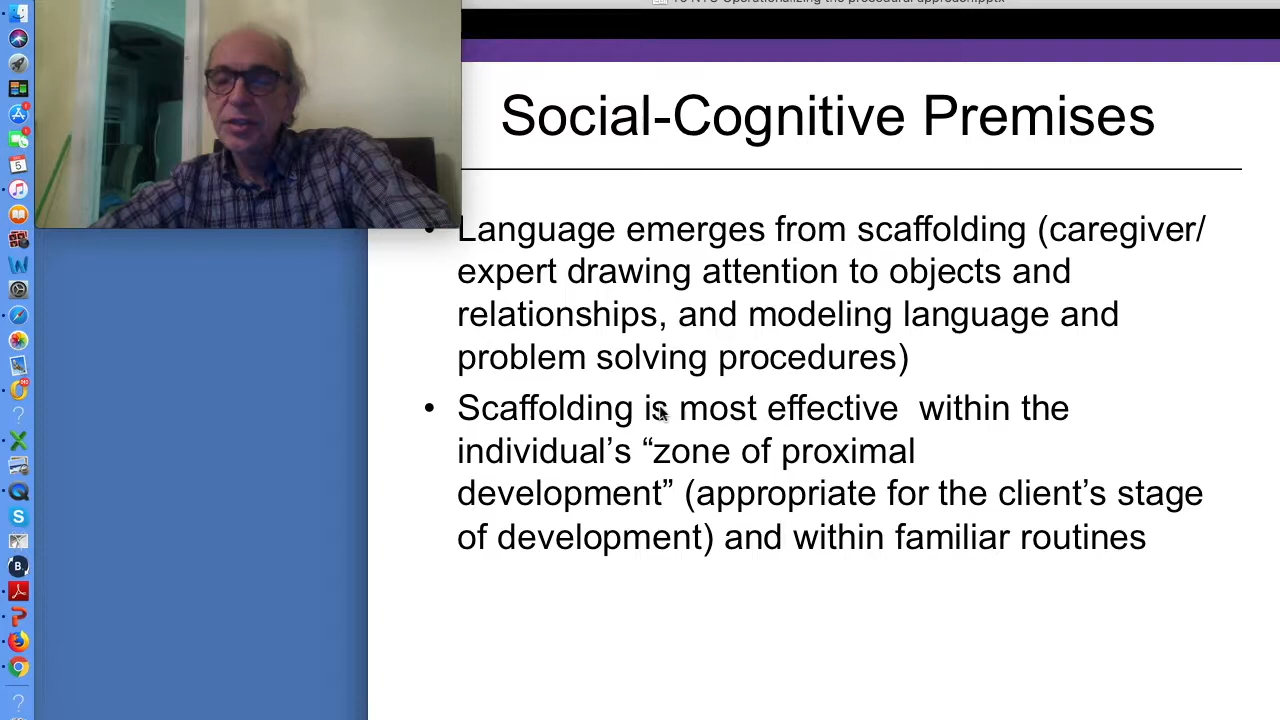 Social-Cognitive Premises
• Language emerges from scaffolding (caregiver/
expert drawing attention to objects and
relationships, and modeling language and
problem solving procedures)
• Scaffolding is most effective  within the
individual’s “zone of proximal
development” (appropriate for the client’s stage
of development) and within familiar routines